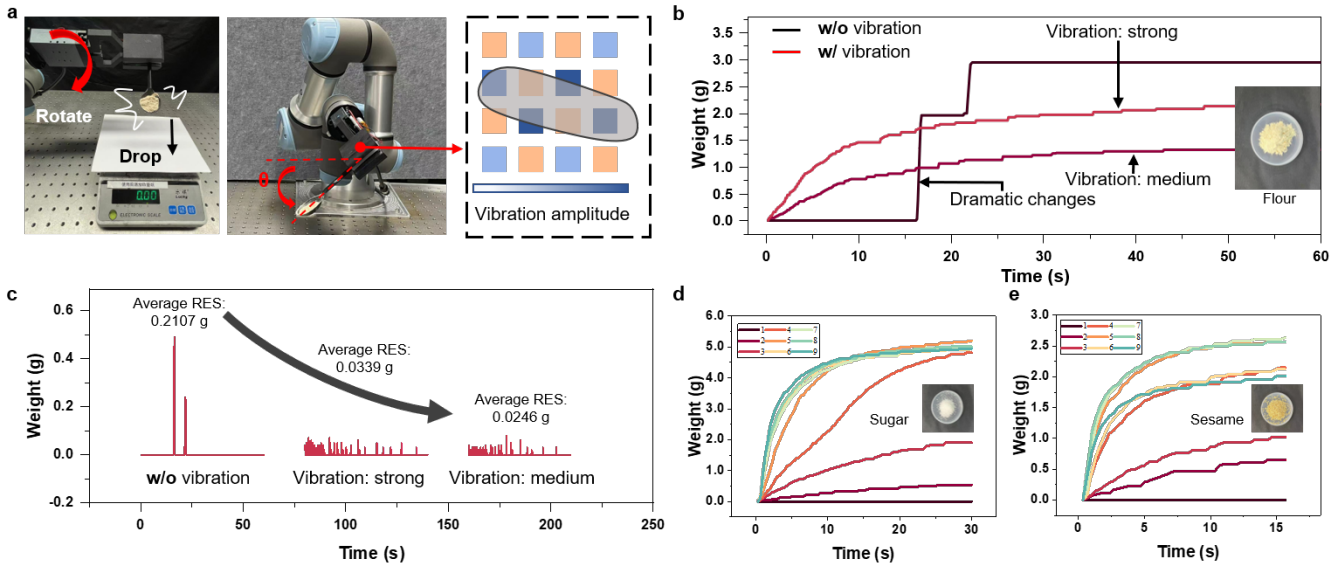 a
Rotate
Drop
0.00
ELECTRONIC SCALE
θ
Vibration amplitude
b
w/o vibration
w/ vibration
Vibration: strong
Vibration: medium
Dramatic changes
Flour
Weight (g)
3.5
3.0
2.5
2.0
1.5
1.0
0.5
0.0
0 10 20 30 40 50 60
Time (s)
c
Average RES:
0.2107 g
Average RES:
0.0339 g
Average RES:
0.0246 g
w/o vibration
Vibration: strong
Vibration: medium
Weight (g)
0.6
0.4
0.2
0.0
-0.2
0 50 100 150 200 250
Time (s)
d
1 4 7
2 5 8
3 6 9
Sugar
Weight (g)
6.0
5.0
4.0
3.0
2.0
1.0
0.0
0 10 20 30
Time (s)
e
1 4 7
2 5 8
3 6 9
Sesame
Weight (g)
3.0
2.5
2.0
1.5
1.0
0.5
0.0
0 5 10 15
Time (s)